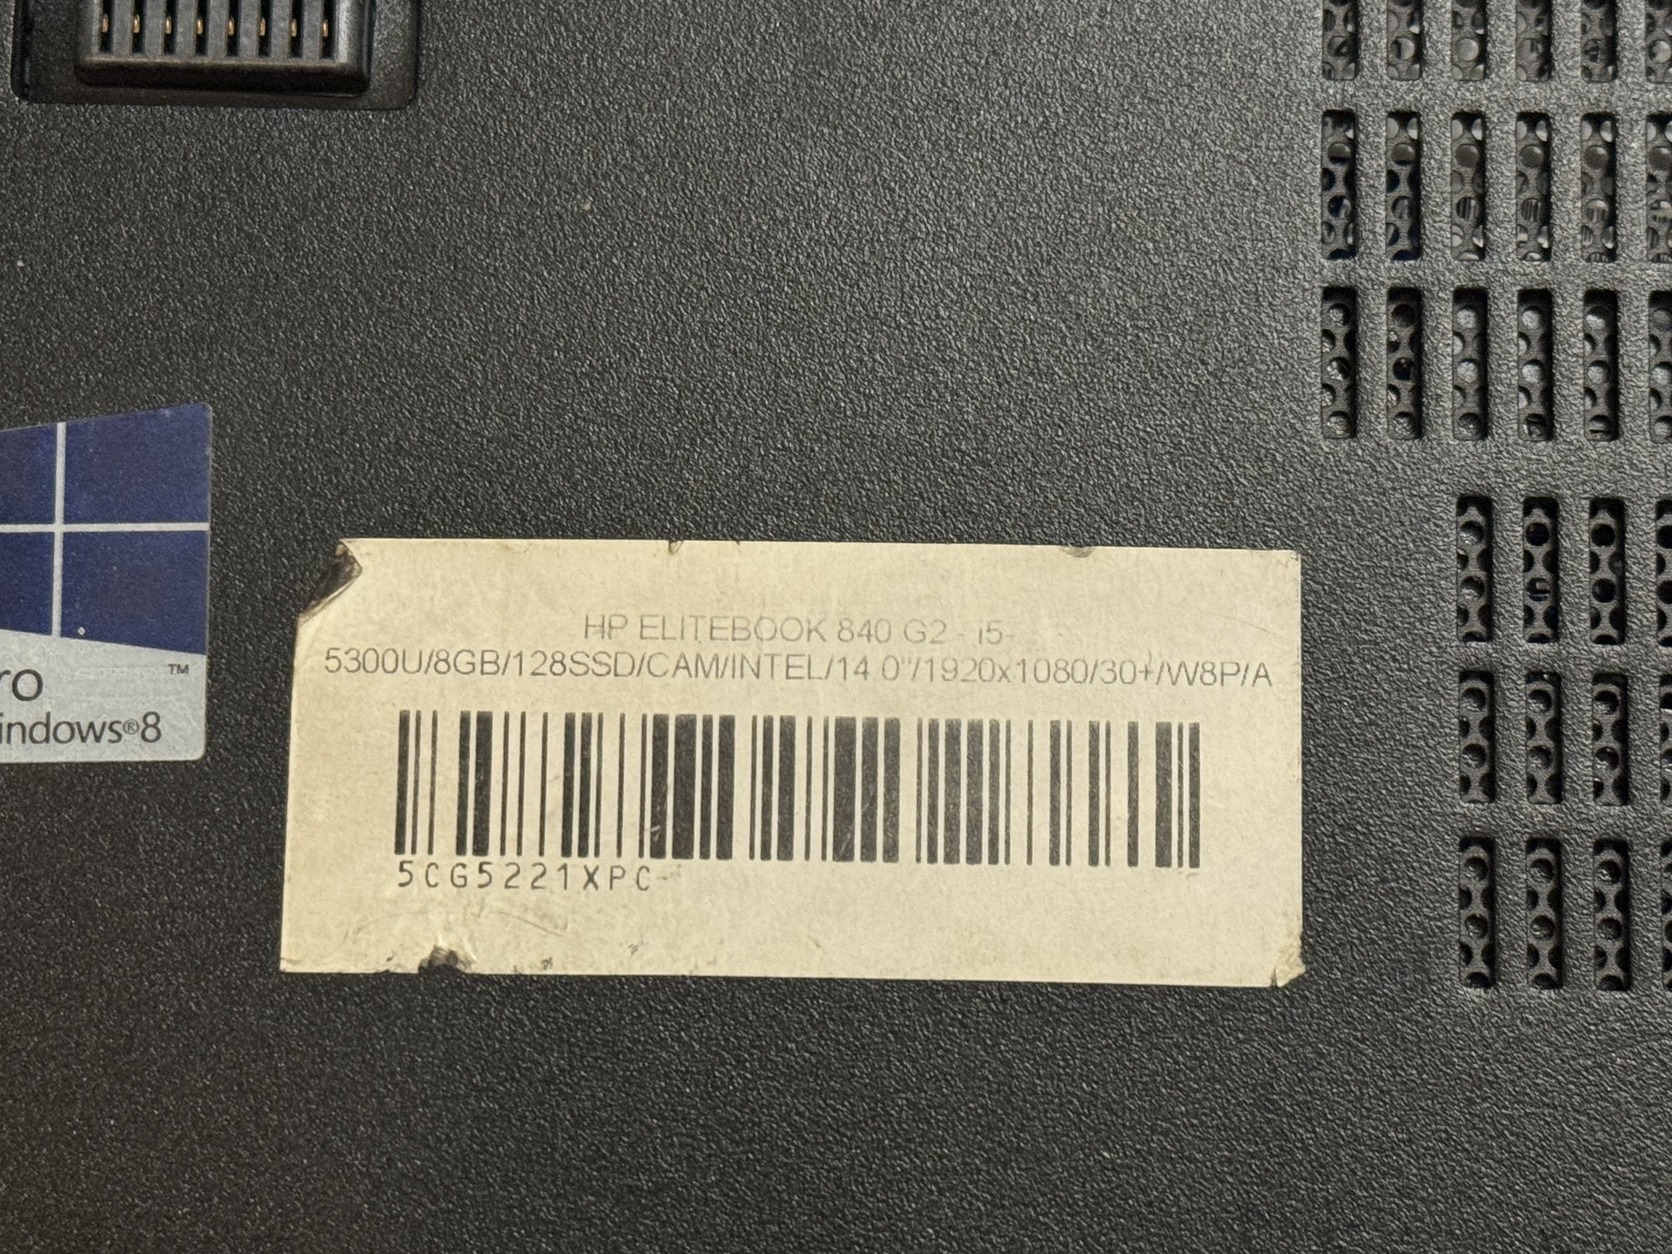 ro
™
indows®8
HP ELITEBOOK 840 G2 - i5-
5300U/8GB/128SSD/CAM/INTEL/14.0"/1920x1080/30+/W8P/A
5CG5221XPC